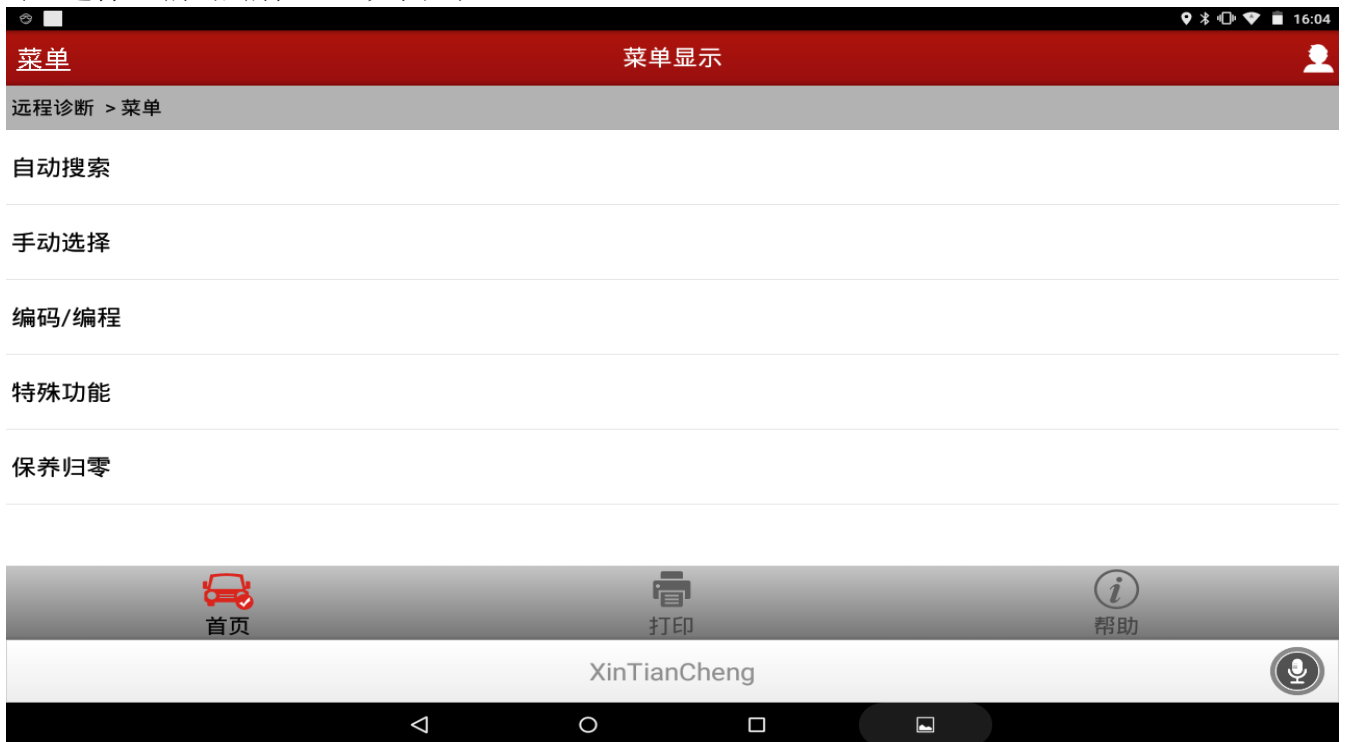 16:04
菜单 菜单显示
远程诊断 >菜单
自动搜索
手动选择
编码/编程
特殊功能
保养归零
首页 打印 帮助
XinTianCheng